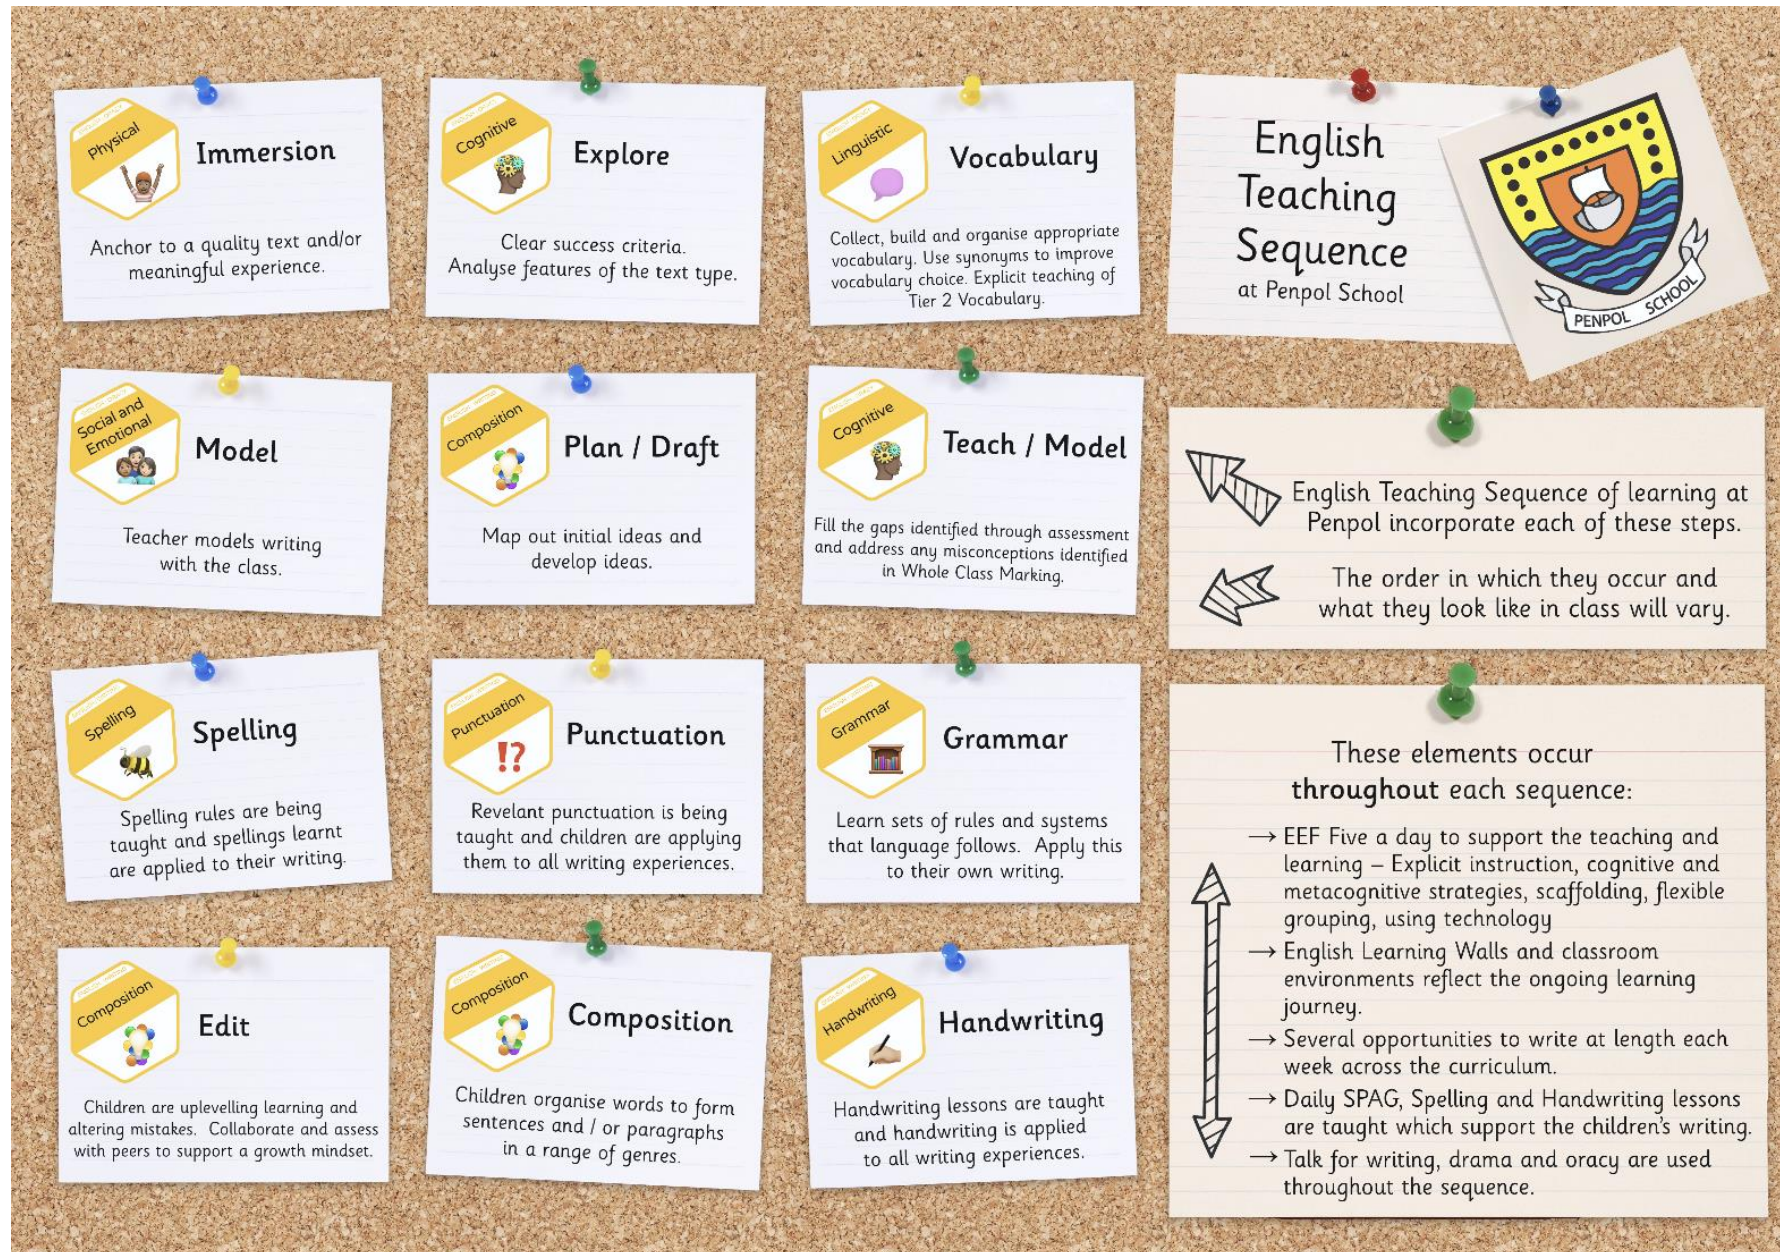 Physical
Immersion
Anchor to a quality text and/or
meaningful experience.
Cognitive
Explore
Clear success criteria.
Analyse features of the text type.
Linguistic
Vocabulary
Collect, build and organise appropriate
vocabulary. Use synonyms to improve
vocabulary choice. Explicit teaching of
Tier 2 Vocabulary.
English
Teaching
Sequence
at Penpol School
PENPOL SCHOOL
Social and
Emotional
Model
Teacher models writing
with the class.
Composition
Plan / Draft
Map out initial ideas and
develop ideas.
Cognitive
Teach / Model
Fill the gaps identified through assessment
and address any misconceptions identified
in Whole Class Marking.
English Teaching Sequence of learning at
Penpol incorporate each of these steps.
The order in which they occur and
what they look like in class will vary.
Spelling
Spelling
Spelling rules are being
taught and spellings learnt
are applied to their writing.
Punctuation
⁉
Punctuation
Revelant punctuation is being
taught and children are applying
them to all writing experiences.
Grammar
Grammar
Learn sets of rules and systems
that language follows. Apply this
to their own writing.
Composition
Edit
Children are uplevelling learning and
altering mistakes. Collaborate and assess
with peers to support a growth mindset.
Composition
Composition
Children organise words to form
sentences and / or paragraphs
in a range of genres.
Handwriting
Handwriting
Handwriting lessons are taught
and handwriting is applied
to all writing experiences.
These elements occur
throughout each sequence:
→ EEF Five a day to support the teaching and
learning – Explicit instruction, cognitive and
metacognitive strategies, scaffolding, flexible
grouping, using technology
→ English Learning Walls and classroom
environments reflect the ongoing learning
journey.
→ Several opportunities to write at length each
week across the curriculum.
→ Daily SPAG, Spelling and Handwriting lessons
are taught which support the children's writing.
→ Talk for writing, drama and oracy are used
throughout the sequence.